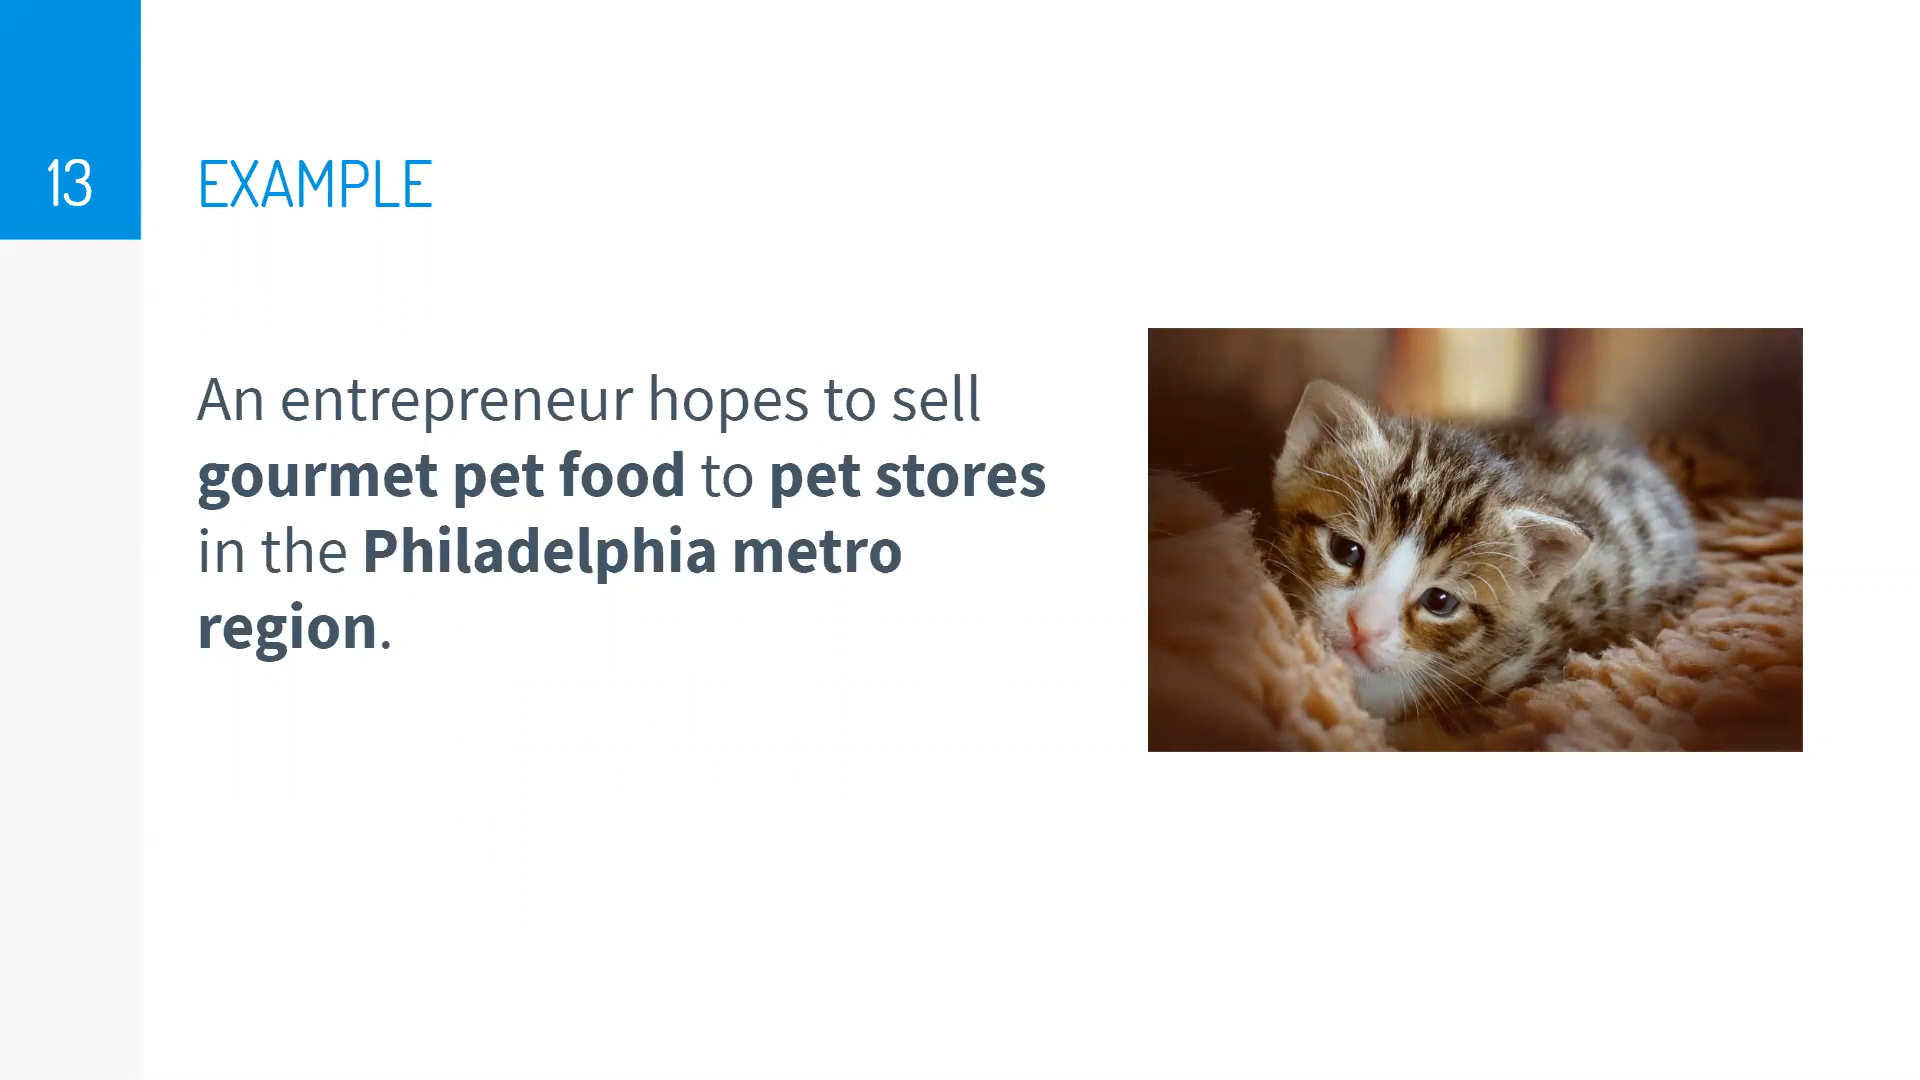 13
EXAMPLE
An entrepreneur hopes to sell
gourmet pet food to pet stores
in the Philadelphia metro
region.